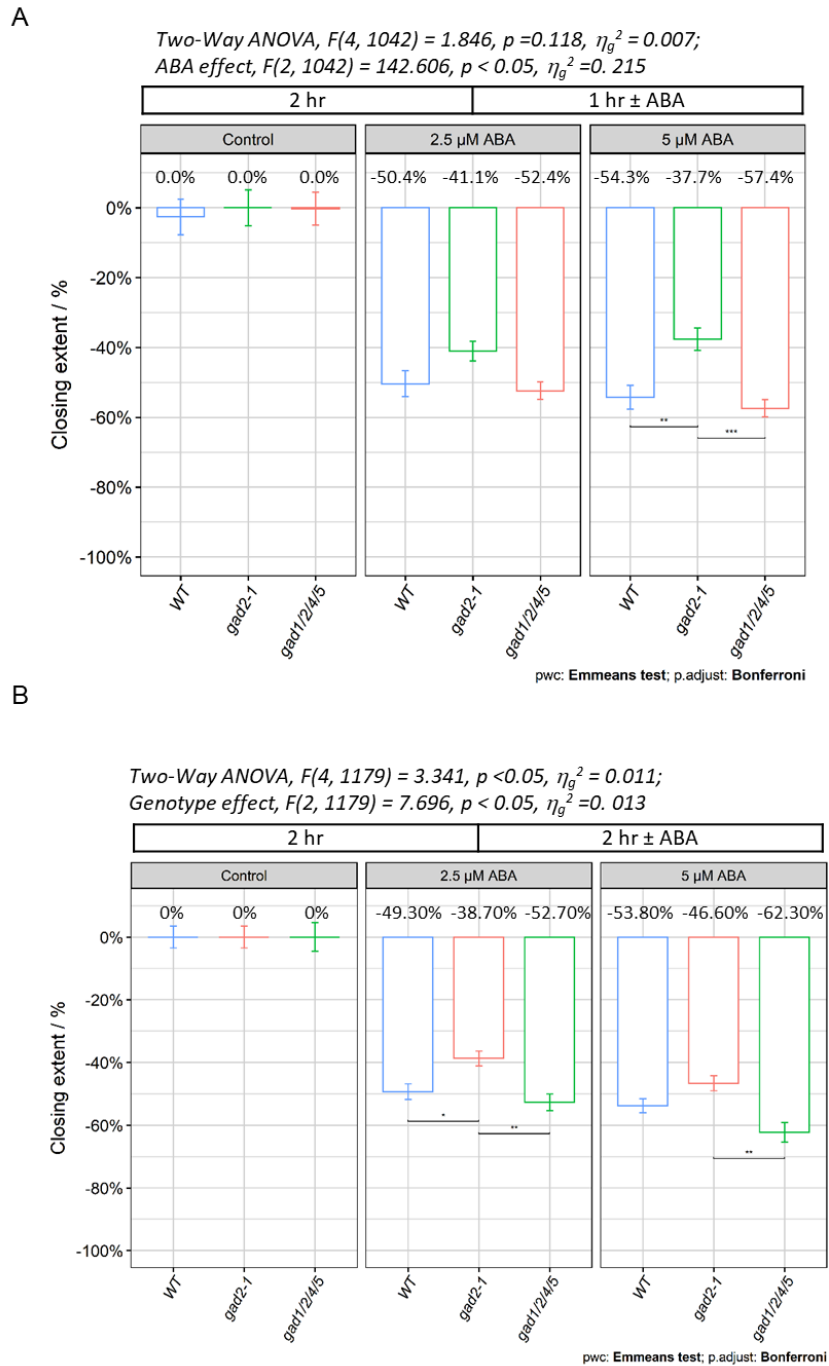 A
Two-Way ANOVA, F(4, 1042) = 1.846, p =0.118, ηg² = 0.007;
ABA effect, F(2, 1042) = 142.606, p < 0.05, ηg² =0. 215
2 hr 1 hr ± ABA
Control 2.5 µM ABA 5 µM ABA
0.0% 0.0% 0.0% -50.4% -41.1% -52.4% -54.3% -37.7% -57.4%
0%
-20%
-40%
-60%
-80%
-100%
Closing extent / %
** ***
WT gad2-1 gad1/2/4/5 WT gad2-1 gad1/2/4/5 WT gad2-1 gad1/2/4/5
pwc: Emmeans test; p.adjust: Bonferroni
B
Two-Way ANOVA, F(4, 1179) = 3.341, p <0.05, ηg² = 0.011;
Genotype effect, F(2, 1179) = 7.696, p < 0.05, ηg² =0. 013
2 hr 2 hr ± ABA
Control 2.5 µM ABA 5 µM ABA
0% 0% 0% -49.30% -38.70% -52.70% -53.80% -46.60% -62.30%
0%
-20%
-40%
-60%
-80%
-100%
Closing extent / %
* ** **
WT gad2-1 gad1/2/4/5 WT gad2-1 gad1/2/4/5 WT gad2-1 gad1/2/4/5
pwc: Emmeans test; p.adjust: Bonferroni